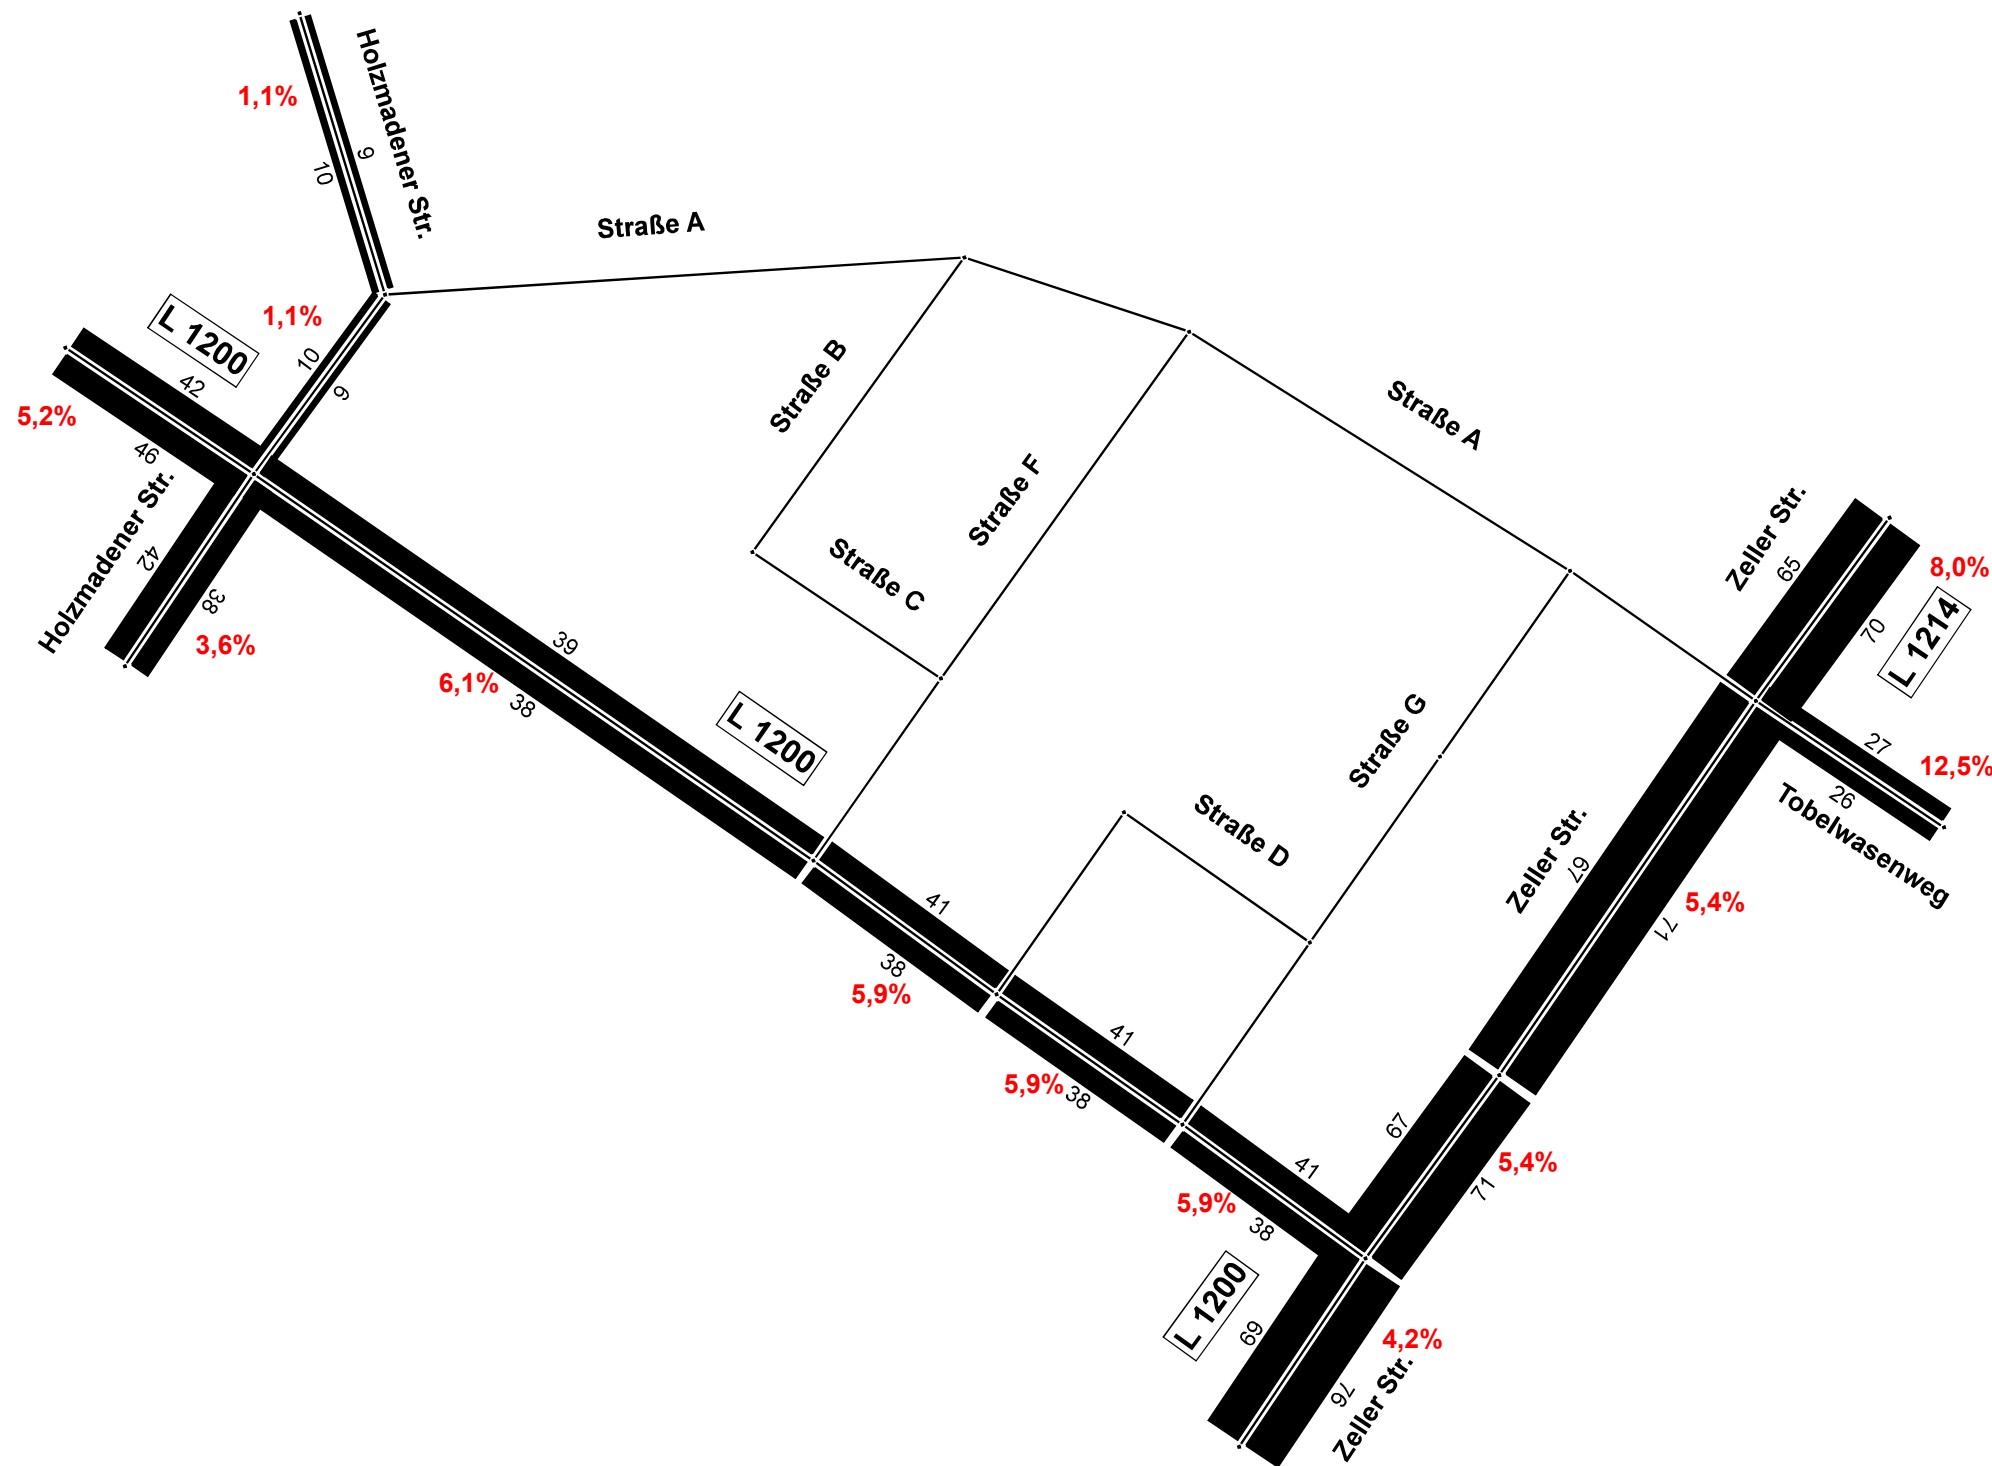 Holzmadener Str.
1,1%
9
10
Straße A
L 1200
1,1%
10
9
42
5,2%
46
Holzmadener Str.
42
38
3,6%
Straße B
Straße F
Straße C
Straße A
39
6,1%
38
L 1200
Zeller Str.
65
8,0%
70
L 1214
27
12,5%
26
Tobelwasenweg
Straße G
Straße D
Zeller Str.
67
5,4%
71
41
38
5,9%
41
5,9%
38
67
5,4%
71
41
5,9%
38
L 1200
69
4,2%
76
Zeller Str.